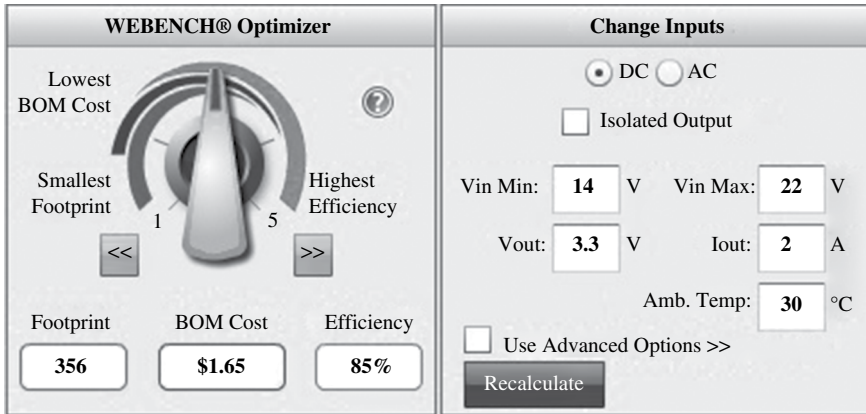 WEBENCH® Optimizer
Lowest
BOM Cost
?
Smallest
Footprint
Highest
Efficiency
1
5
<<
>>
Footprint
BOM Cost
Efficiency
356
$1.65
85%
Change Inputs
DC
AC
Isolated Output
Vin Min: 14 V Vin Max: 22 V
Vout: 3.3 V Iout: 2 A
Amb. Temp: 30 °C
Use Advanced Options >>
Recalculate